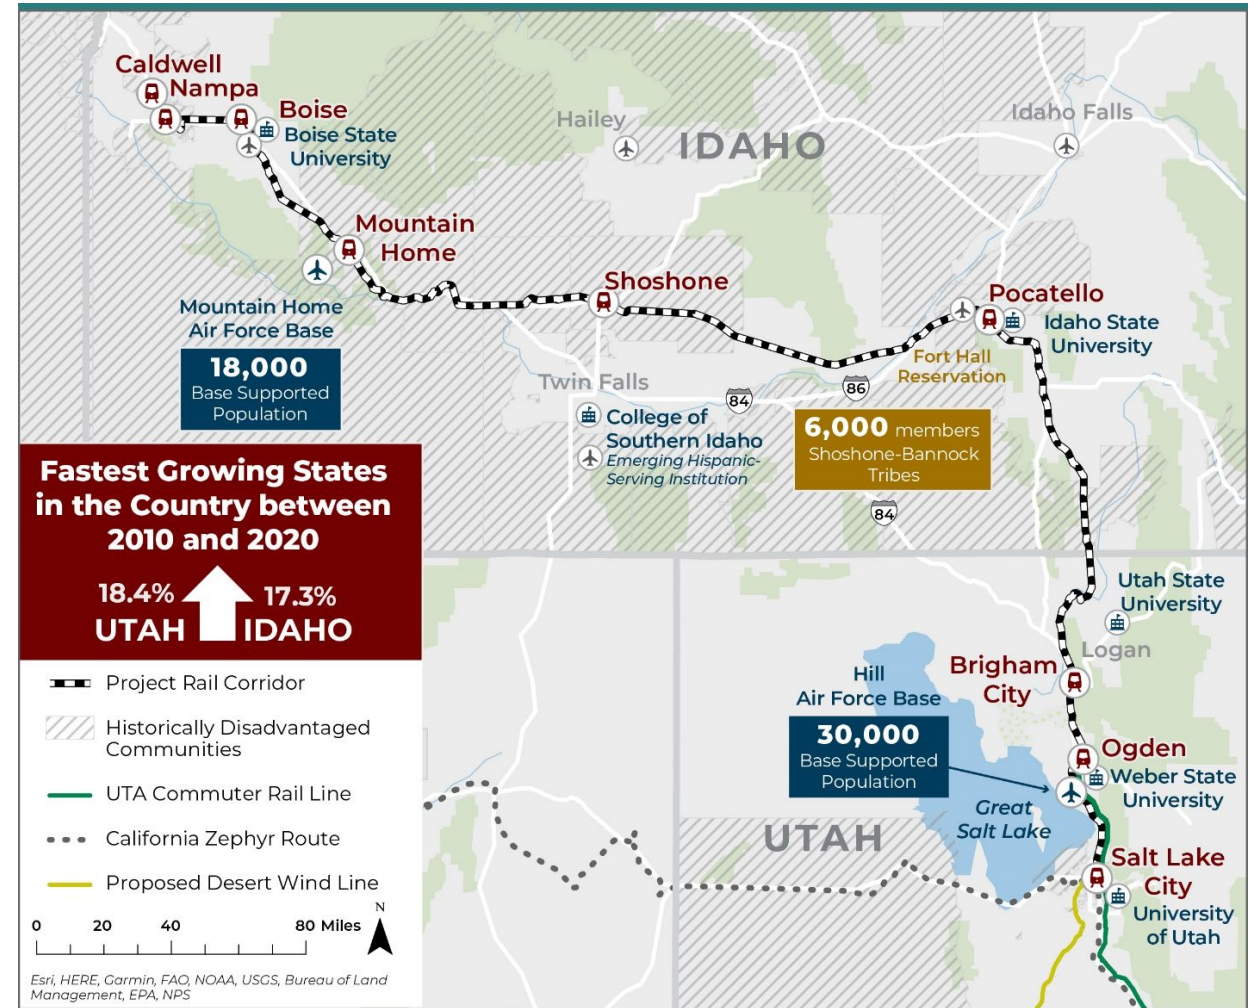 Caldwell
Nampa
Boise
Boise State
University
Hailey
IDAHO
Idaho Falls
Mountain
Home
Mountain Home
Air Force Base
18,000
Base Supported
Population
Shoshone
Pocatello
Idaho State
University
Fort Hall
Reservation
Twin Falls
84
86
College of
Southern Idaho
Emerging Hispanic-
Serving Institution
6,000 members
Shoshone-Bannock
Tribes
84
Fastest Growing States
in the Country between
2010 and 2020
18.4% 17.3%
UTAH IDAHO
Utah State
University
Logan
Brigham
City
Hill
Air Force Base
30,000
Base Supported
Population
Ogden
Weber State
University
Great
Salt Lake
UTAH
Salt Lake
City
University
of Utah
Project Rail Corridor
Historically Disadvantaged
Communities
UTA Commuter Rail Line
California Zephyr Route
Proposed Desert Wind Line
N
0 20 40 80 Miles
Esri, HERE, Garmin, FAO, NOAA, USGS, Bureau of Land
Management, EPA, NPS